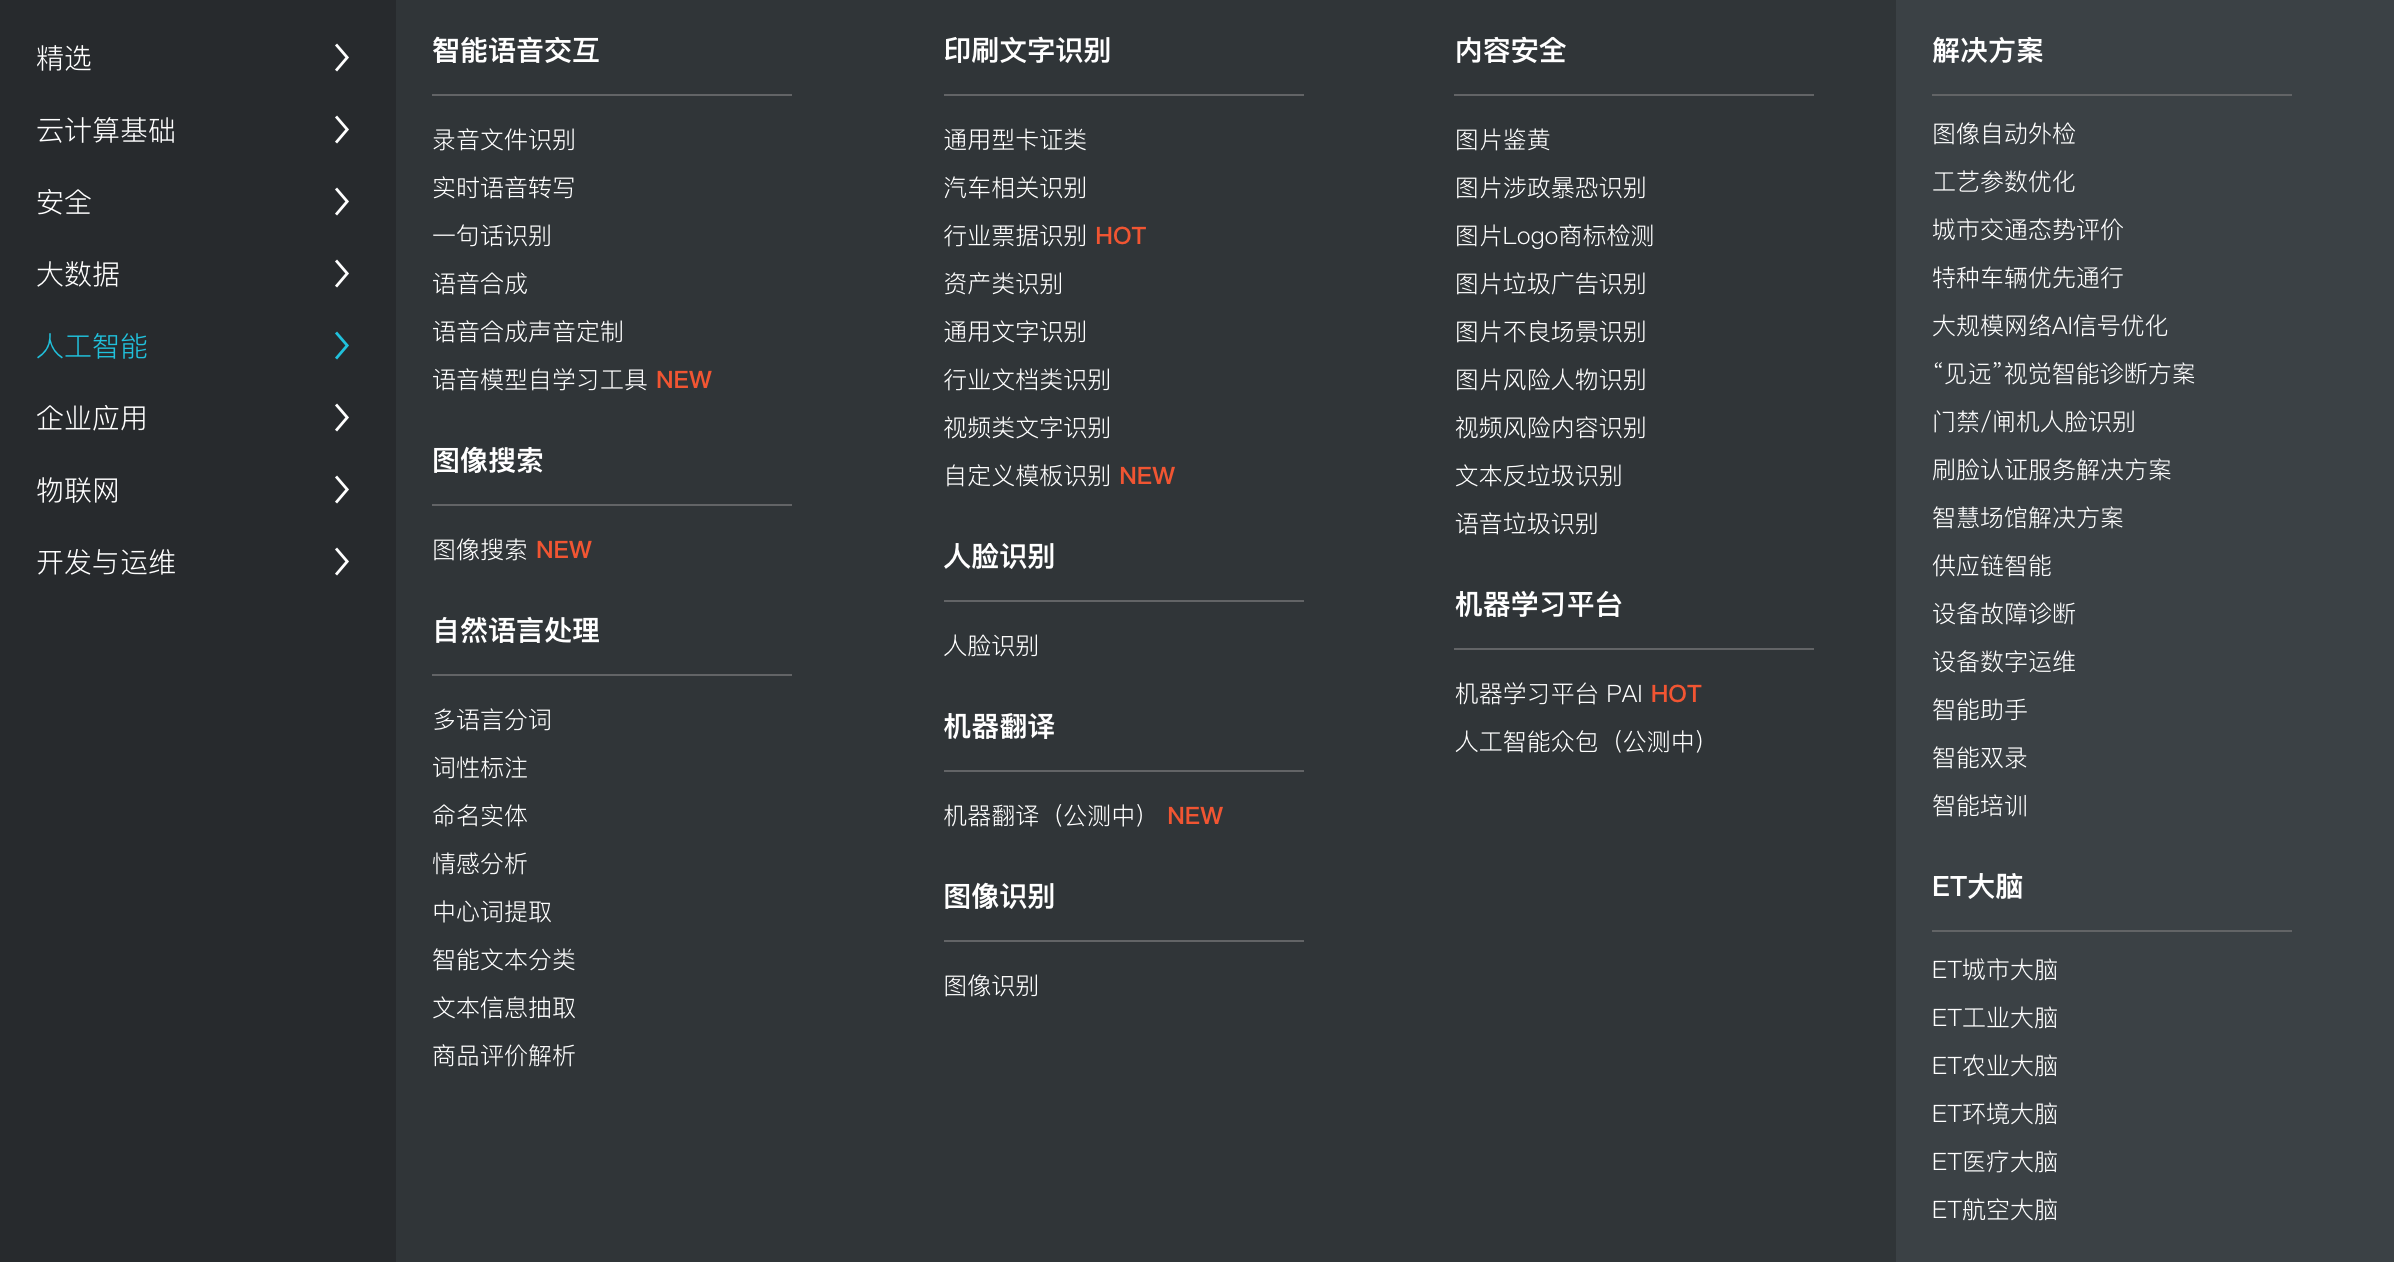 精选
云计算基础
安全
大数据
人工智能
企业应用
物联网
开发与运维
智能语音交互
录音文件识别
实时语音转写
一句话识别
语音合成
语音合成声音定制
语音模型自学习工具 NEW
图像搜索
图像搜索 NEW
自然语言处理
多语言分词
词性标注
命名实体
情感分析
中心词提取
智能文本分类
文本信息抽取
商品评价解析
印刷文字识别
通用型卡证类
汽车相关识别
行业票据识别 HOT
资产类识别
通用文字识别
行业文档类识别
视频类文字识别
自定义模板识别 NEW
人脸识别
人脸识别
机器翻译
机器翻译（公测中） NEW
图像识别
图像识别
内容安全
图片鉴黄
图片涉政暴恐识别
图片Logo商标检测
图片垃圾广告识别
图片不良场景识别
图片风险人物识别
视频风险内容识别
文本反垃圾识别
语音垃圾识别
机器学习平台
机器学习平台 PAI HOT
人工智能众包（公测中）
解决方案
图像自动外检
工艺参数优化
城市交通态势评价
特种车辆优先通行
大规模网络AI信号优化
“见远”视觉智能诊断方案
门禁/闸机人脸识别
刷脸认证服务解决方案
智慧场馆解决方案
供应链智能
设备故障诊断
设备数字运维
智能助手
智能双录
智能培训
ET大脑
ET城市大脑
ET工业大脑
ET农业大脑
ET环境大脑
ET医疗大脑
ET航空大脑